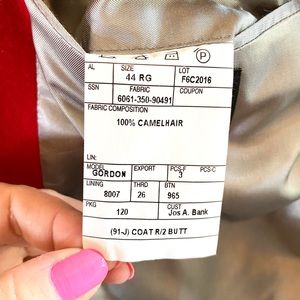 P
AL SIZE LOT
44 RG F6C2016
SSN FABRIC COUPON
6061-350-90491
FABRIC COMPOSITION
100% CAMELHAIR
LIN:
MODEL EXPORT PCS-F PCS-C
GORDON 3
LINING THRD BTN
8007 26 965
PKG CUST
120 Jos A. Bank
(91-J) COAT R/2 BUTT